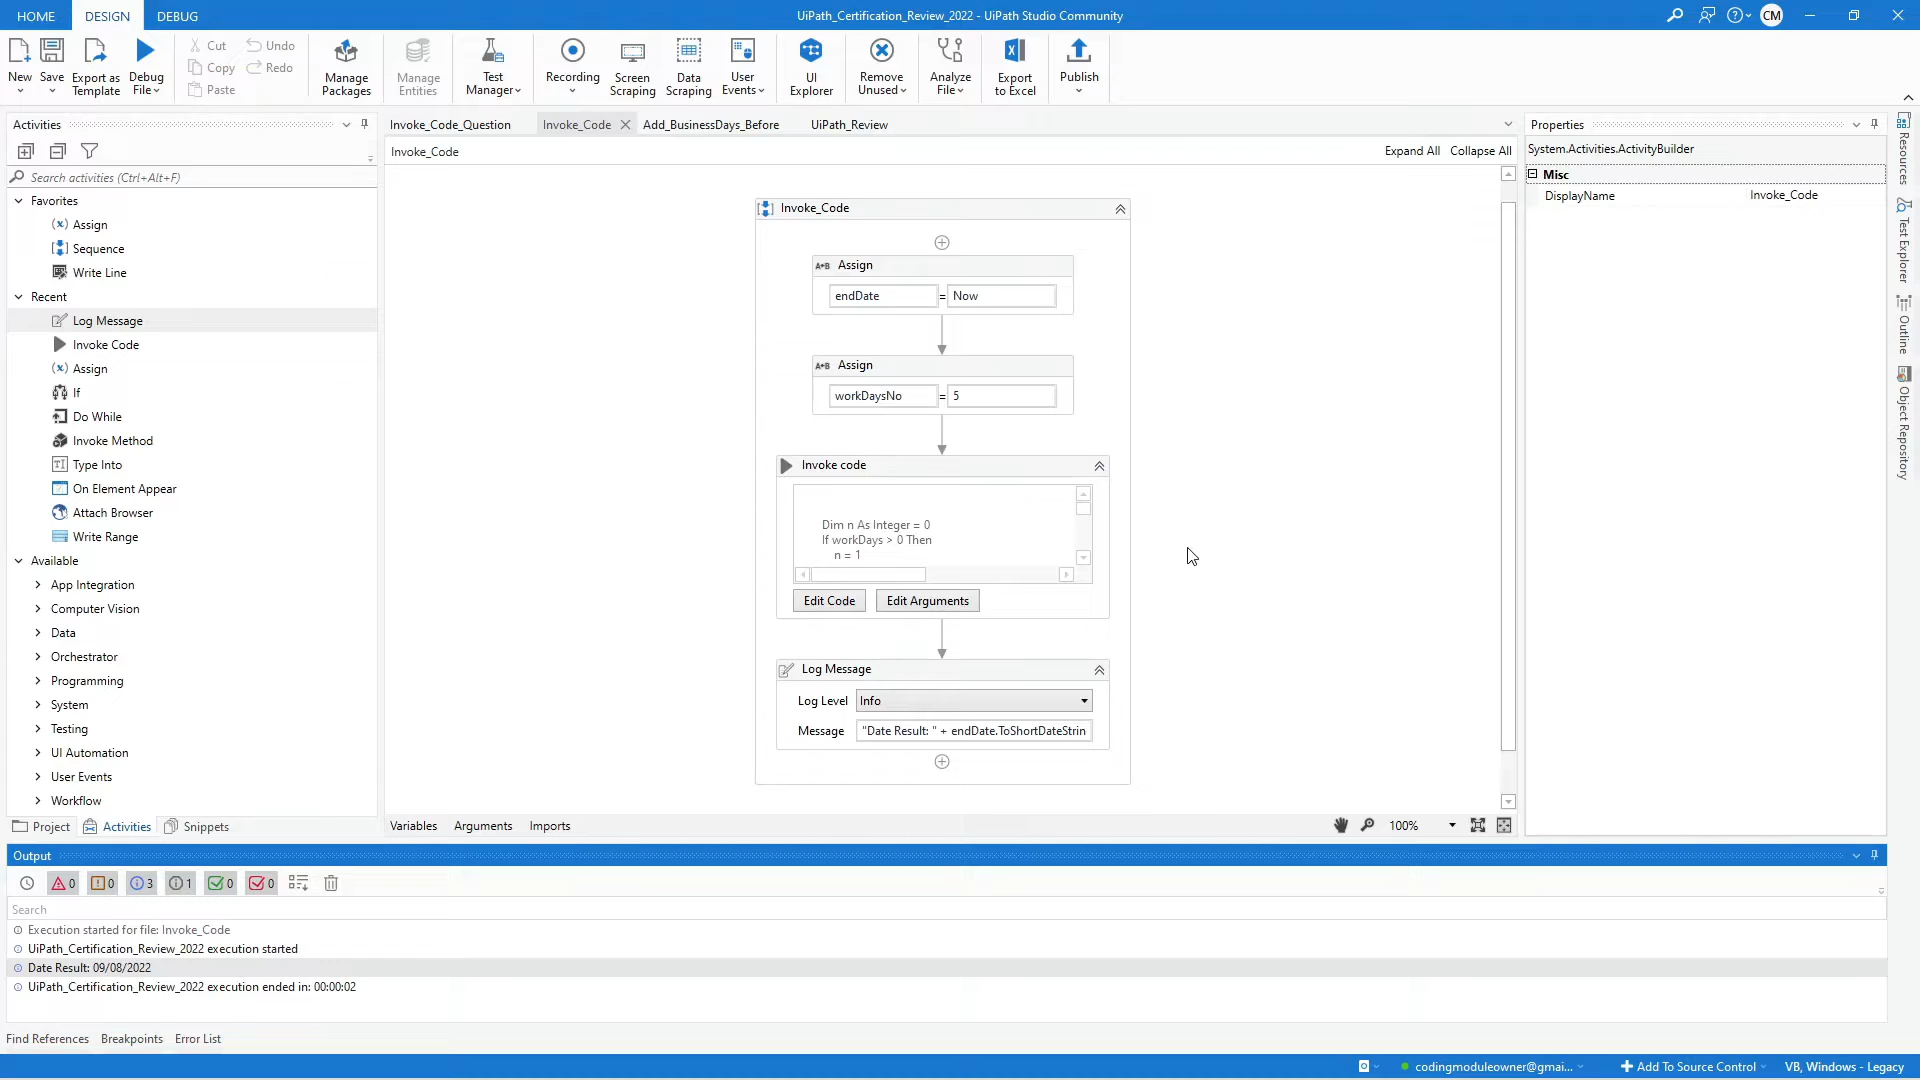 HOME DESIGN DEBUG
UiPath_Certification_Review_2022 - UiPath Studio Community
CM
New
Save
Export as Template
Debug File
Cut
Copy
Paste
Undo
Redo
Manage Packages
Manage Entities
Test Manager
Recording
Screen Scraping
Data Scraping
User Events
UI Explorer
Remove Unused
Analyze File
Export to Excel
Publish
Activities
Search activities (Ctrl+Alt+F)
Favorites
Assign
Sequence
Write Line
Recent
Log Message
Invoke Code
Assign
If
Do While
Invoke Method
Type Into
On Element Appear
Attach Browser
Write Range
Available
App Integration
Computer Vision
Data
Orchestrator
Programming
System
Testing
UI Automation
User Events
Workflow
Project Activities Snippets
Invoke_Code_Question Invoke_Code Add_BusinessDays_Before UiPath_Review
Invoke_Code
Expand All Collapse All
Invoke_Code
A+B Assign
endDate = Now
A+B Assign
workDaysNo = 5
Invoke code
Dim n As Integer = 0
If workDays > 0 Then
n = 1
Edit Code Edit Arguments
Log Message
Log Level Info
Message "Date Result: " + endDate.ToShortDateStrin
Variables Arguments Imports
100%
Properties
System.Activities.ActivityBuilder
Misc
DisplayName Invoke_Code
Resources
Test Explorer
Outline
Object Repository
Output
0 0 3 1 0 0
Search
Execution started for file: Invoke_Code
UiPath_Certification_Review_2022 execution started
Date Result: 09/08/2022
UiPath_Certification_Review_2022 execution ended in: 00:00:02
Find References Breakpoints Error List
codingmoduleowner@gmai... Add To Source Control VB, Windows - Legacy